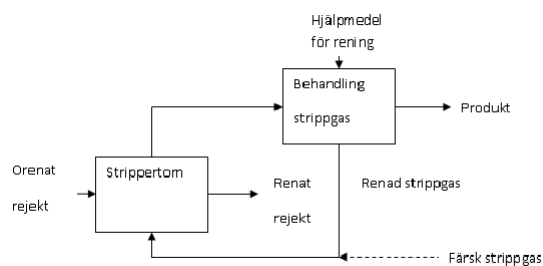 Hjälpmedel
för rening
Behandling
strippgas
Produkt
Orenat
rejekt
Strippertorn
Renat
rejekt
Renad strippgas
Färsk strippgas